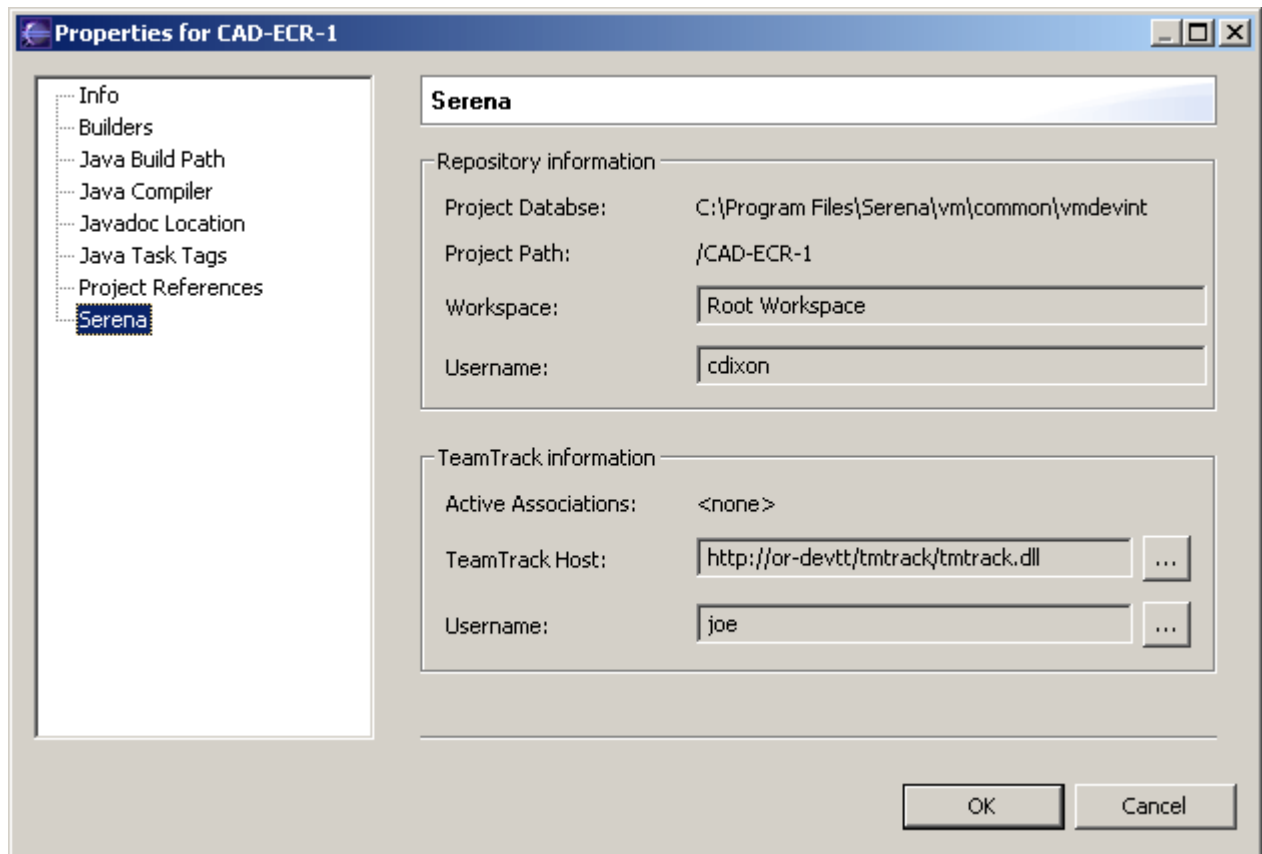 Properties for CAD-ECR-1
Info
Builders
Java Build Path
Java Compiler
Javadoc Location
Java Task Tags
Project References
Serena
Serena
Repository information
Project Databse: C:\Program Files\Serena\vm\common\vmdevint
Project Path: /CAD-ECR-1
Workspace: Root Workspace
Username: cdixon
TeamTrack information
Active Associations: <none>
TeamTrack Host: http://or-devtt/tmtrack/tmtrack.dll ...
Username: joe ...
OK Cancel